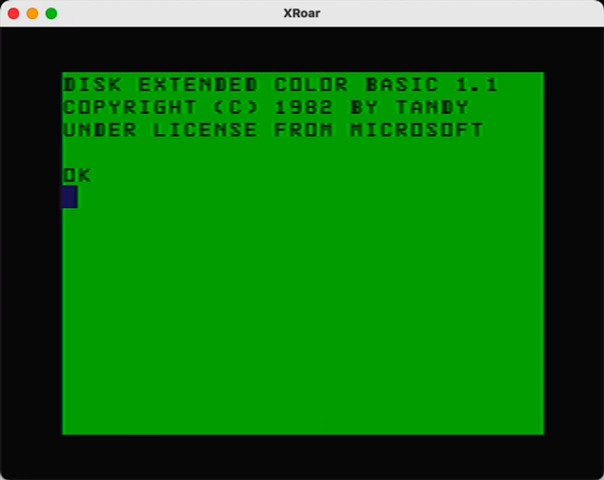 XRoar
DISK EXTENDED COLOR BASIC 1.1
COPYRIGHT (C) 1982 BY TANDY
UNDER LICENSE FROM MICROSOFT
OK